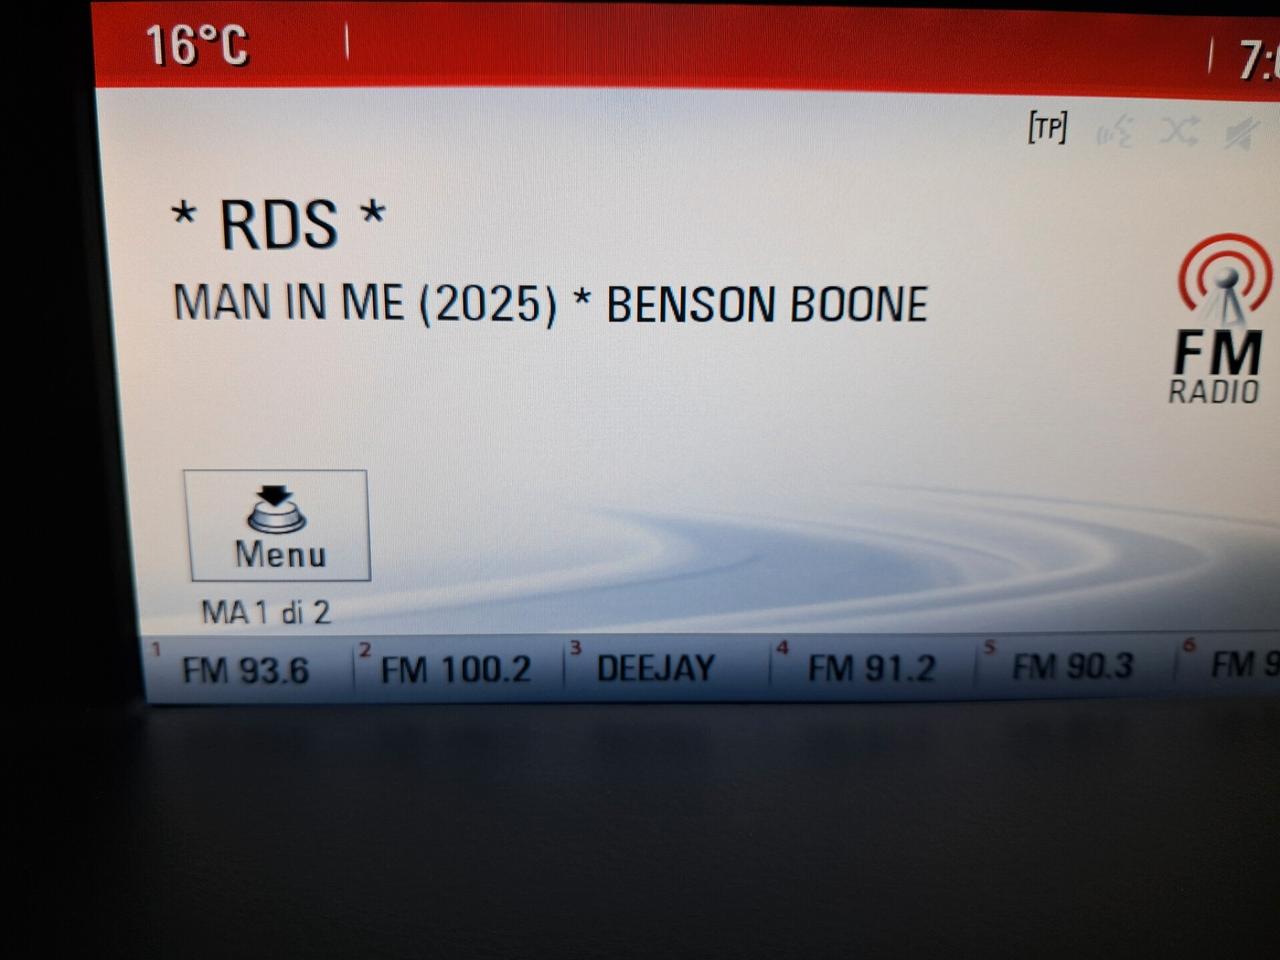 16°C
[TP]
* RDS *
MAN IN ME (2025) * BENSON BOONE
FM
RADIO
Menu
MA 1 di 2
1 FM 93.6 2 FM 100.2 3 DEEJAY 4 FM 91.2 5 FM 90.3 6 FM